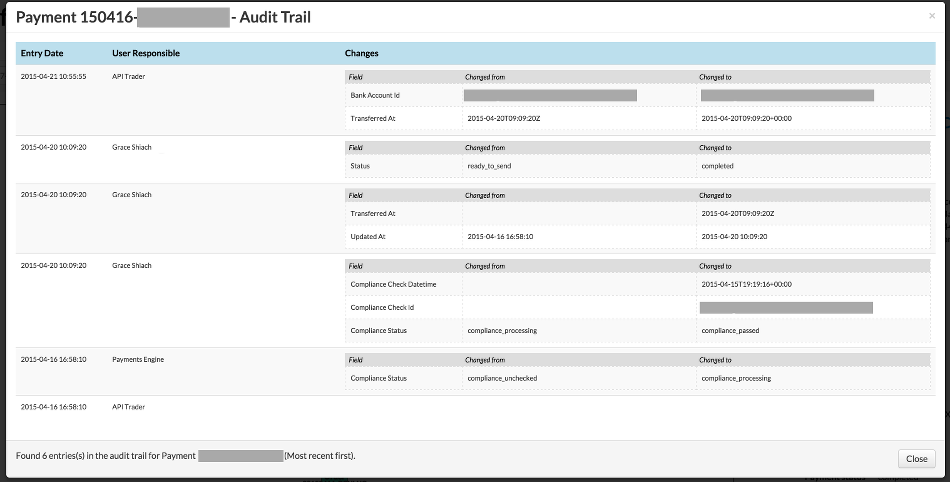 Payment 150416- - Audit Trail ×
Entry Date User Responsible Changes
2015-04-21 10:55:55 API Trader Field Changed from Changed to
Bank Account Id
Transferred At 2015-04-20T09:09:20Z 2015-04-20T09:09:20+00:00
2015-04-20 10:09:20 Grace Shlach Field Changed from Changed to
Status ready_to_send completed
2015-04-20 10:09:20 Grace Shlach Field Changed from Changed to
Transferred At 2015-04-20T09:09:20Z
Updated At 2015-04-16 16:58:10 2015-04-20 10:09:20
2015-04-20 10:09:20 Grace Shlach Field Changed from Changed to
Compliance Check Datetime 2015-04-15T19:19:16+00:00
Compliance Check Id
Compliance Status compliance_processing compliance_passed
2015-04-16 16:58:10 Payments Engine Field Changed from Changed to
Compliance Status compliance_unchecked compliance_processing
2015-04-16 16:58:10 API Trader
Found 6 entries(s) in the audit trail for Payment (Most recent first). Close